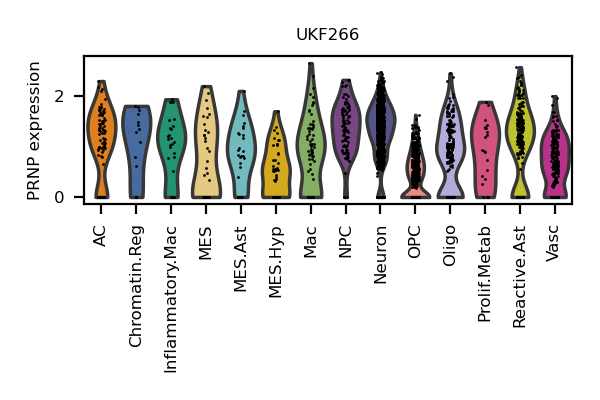 UKF266
PRNP expression
2
0
AC
Chromatin.Reg
Inflammatory.Mac
MES
MES.Ast
MES.Hyp
Mac
NPC
Neuron
OPC
Oligo
Prolif.Metab
Reactive.Ast
Vasc